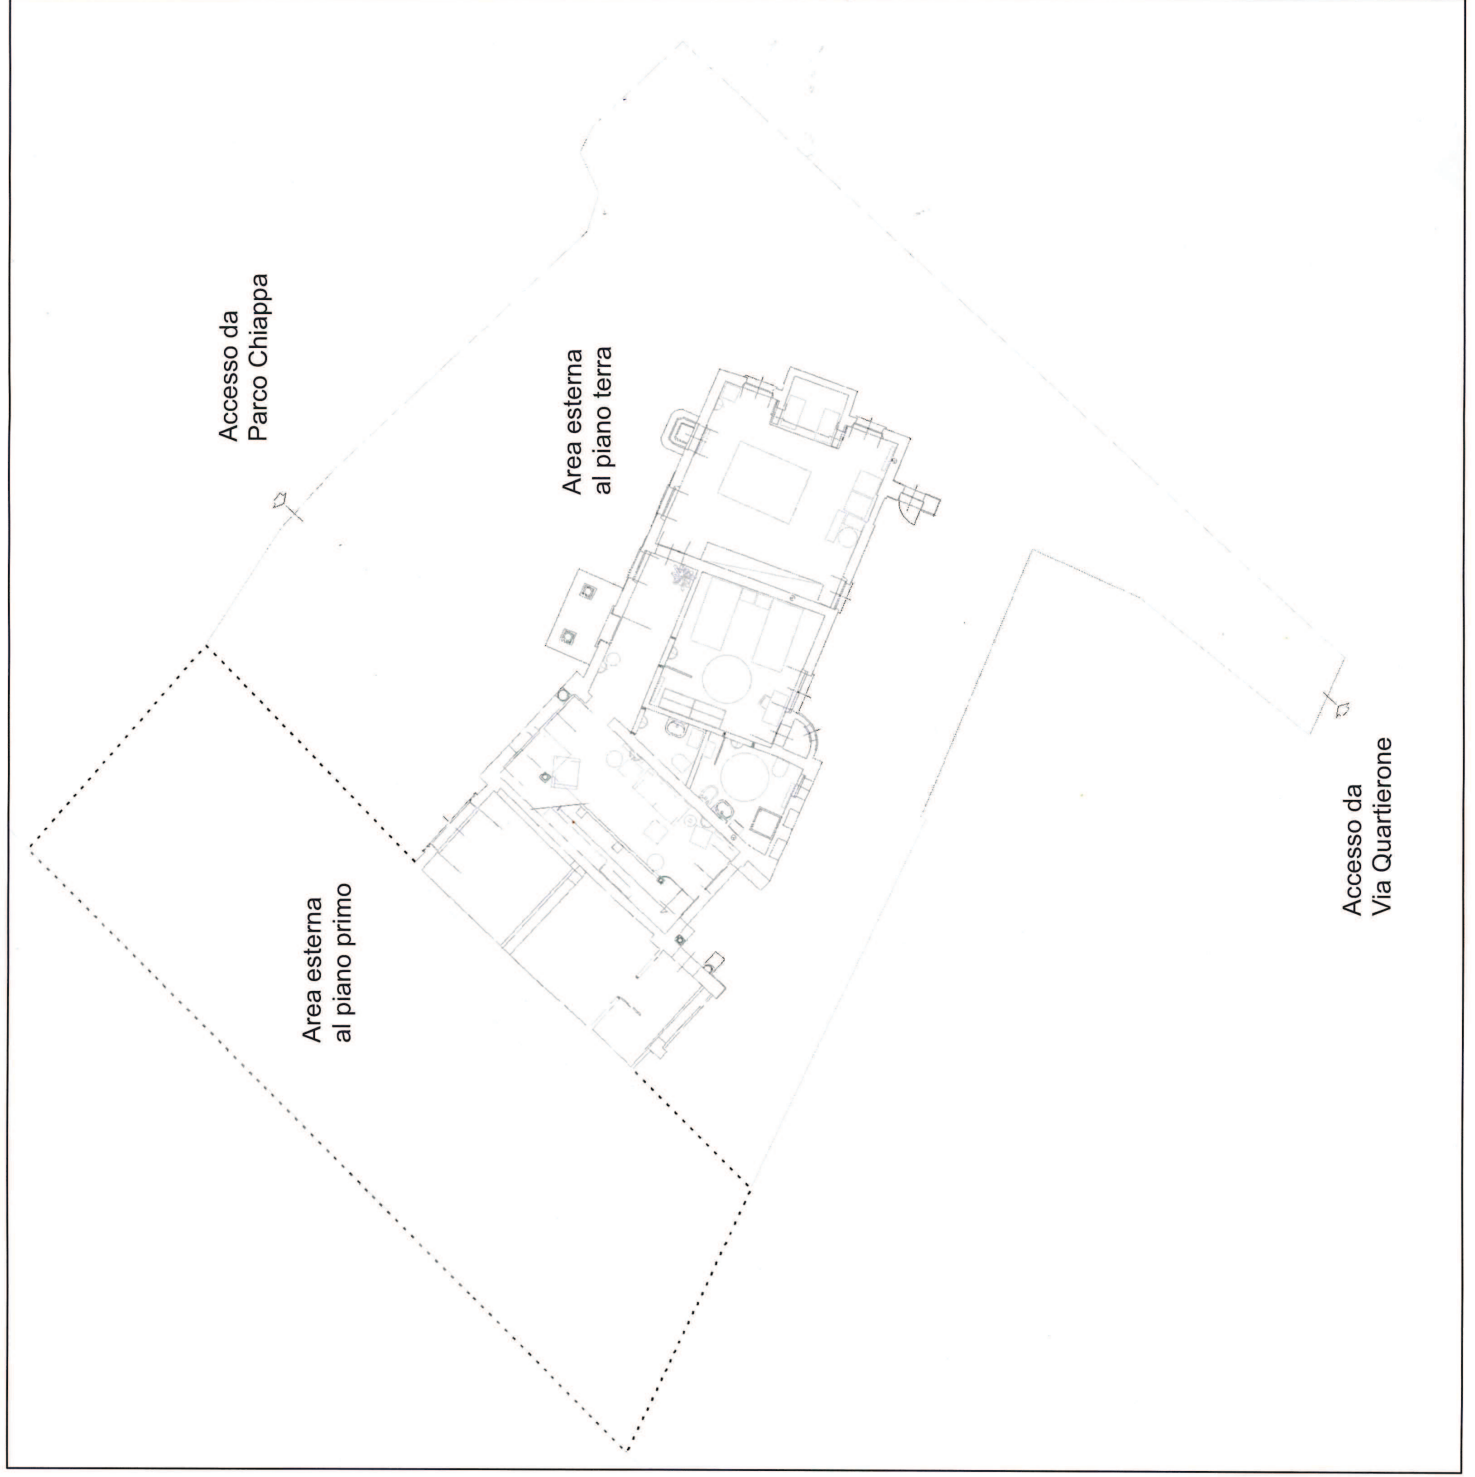 Accesso da
Parco Chiappa
Area esterna
al piano terra
Area esterna
al piano primo
Accesso da
Via Quartierone